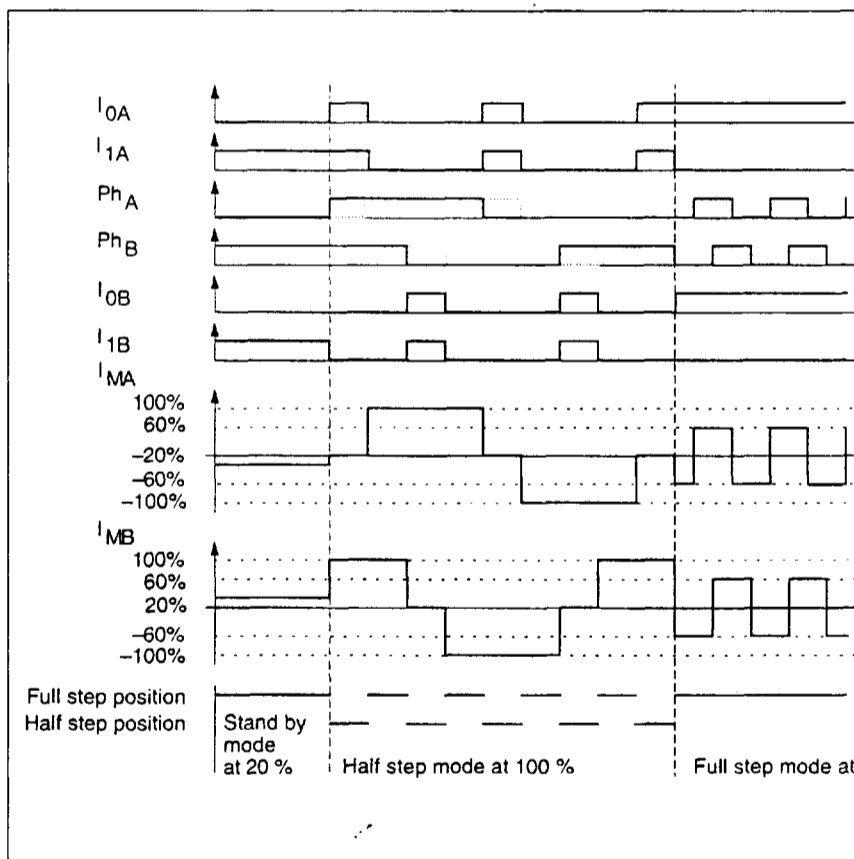 I0A
I1A
PhA
PhB
I0B
I1B
IMA
100%
60%
–20%
–60%
–100%
IMB
100%
60%
20%
–60%
–100%
Full step position
Half step position
Stand by
mode
at 20 %
Half step mode at 100 %
Full step mode at